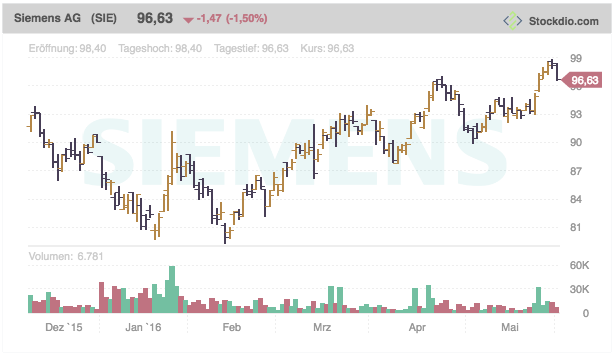 Siemens AG (SIE) 96,63 -1,47 (-1,50%) Stockdio.com
Eröffnung: 98,40 Tageshoch: 98,40 Tagestief: 96,63 Kurs: 96,63
99
96,63
96
93
90
87
84
81
SIEMENS
Volumen: 6.781
60K
30K
0
Dez `15 Jan `16 Feb Mrz Apr Mai